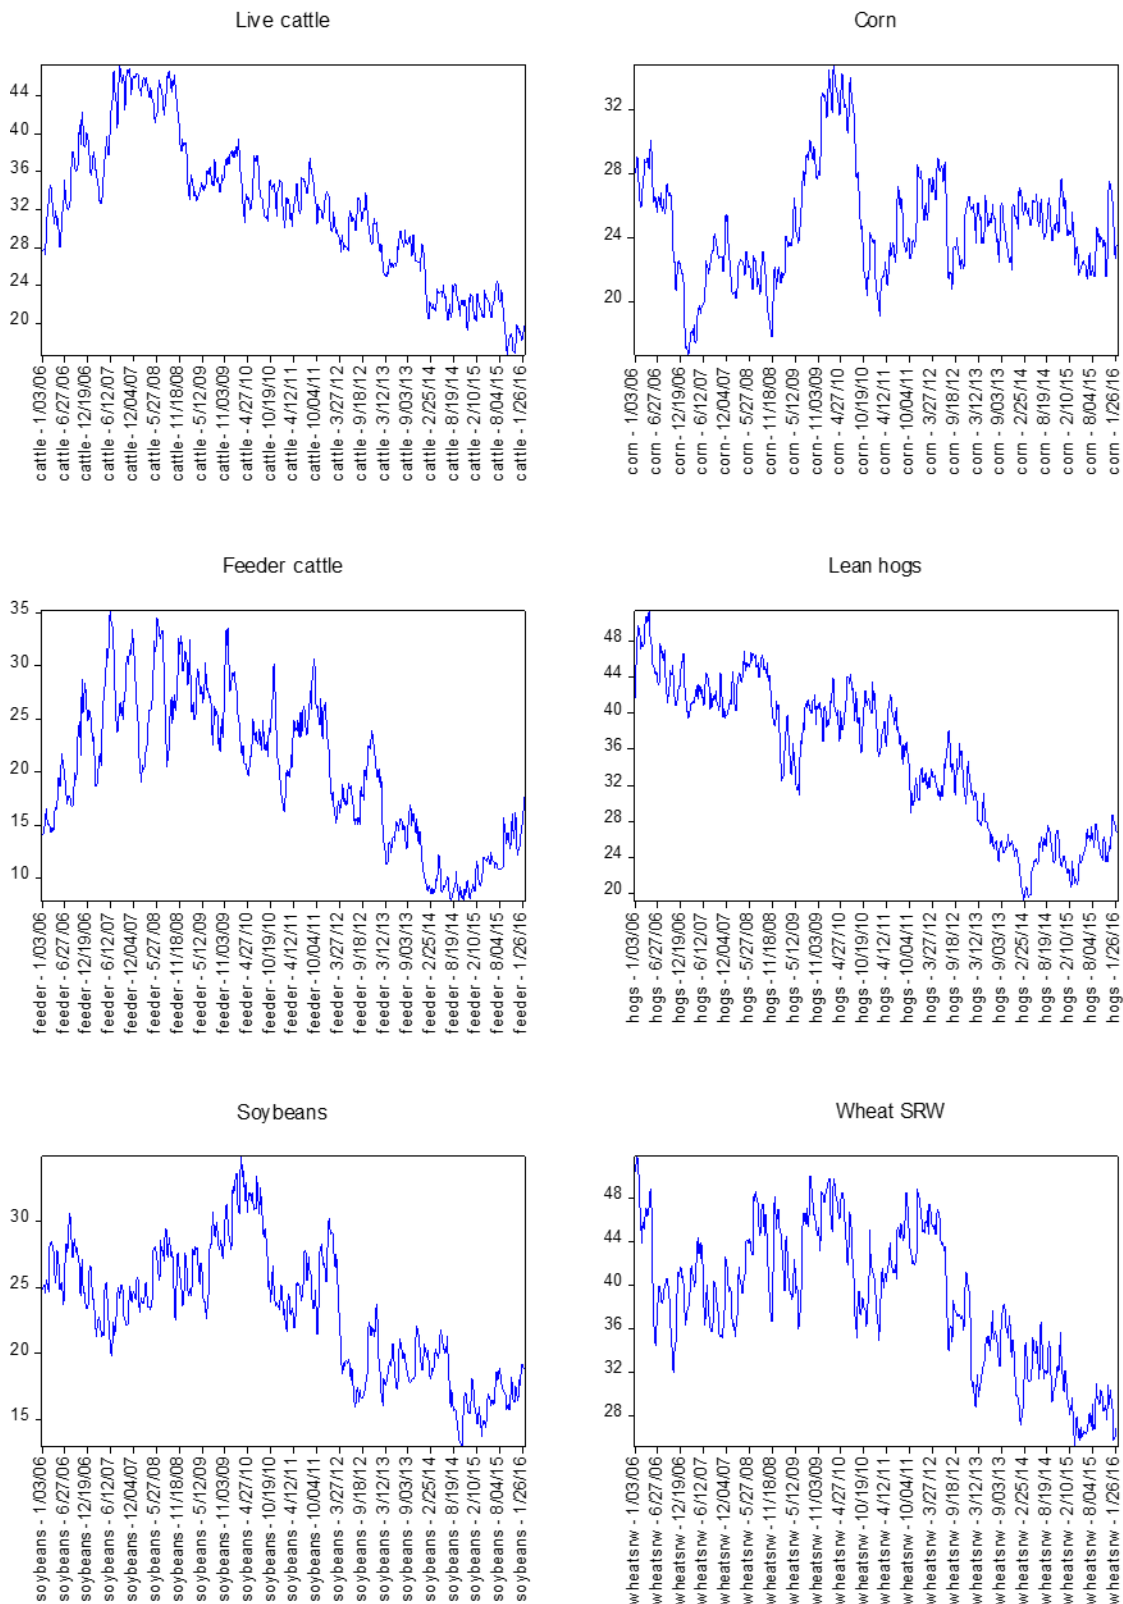 Live cattle
44
40
36
32
28
24
20
cattle - 1/03/06
cattle - 6/27/06
cattle - 12/19/06
cattle - 6/12/07
cattle - 12/04/07
cattle - 5/27/08
cattle - 11/18/08
cattle - 5/12/09
cattle - 11/03/09
cattle - 4/27/10
cattle - 10/19/10
cattle - 4/12/11
cattle - 10/04/11
cattle - 3/27/12
cattle - 9/18/12
cattle - 3/12/13
cattle - 9/03/13
cattle - 2/25/14
cattle - 8/19/14
cattle - 2/10/15
cattle - 8/04/15
cattle - 1/26/16
Corn
32
28
24
20
corn - 1/03/06
corn - 6/27/06
corn - 12/19/06
corn - 6/12/07
corn - 12/04/07
corn - 5/27/08
corn - 11/18/08
corn - 5/12/09
corn - 11/03/09
corn - 4/27/10
corn - 10/19/10
corn - 4/12/11
corn - 10/04/11
corn - 3/27/12
corn - 9/18/12
corn - 3/12/13
corn - 9/03/13
corn - 2/25/14
corn - 8/19/14
corn - 2/10/15
corn - 8/04/15
corn - 1/26/16
Feeder cattle
35
30
25
20
15
10
feeder - 1/03/06
feeder - 6/27/06
feeder - 12/19/06
feeder - 6/12/07
feeder - 12/04/07
feeder - 5/27/08
feeder - 11/18/08
feeder - 5/12/09
feeder - 11/03/09
feeder - 4/27/10
feeder - 10/19/10
feeder - 4/12/11
feeder - 10/04/11
feeder - 3/27/12
feeder - 9/18/12
feeder - 3/12/13
feeder - 9/03/13
feeder - 2/25/14
feeder - 8/19/14
feeder - 2/10/15
feeder - 8/04/15
feeder - 1/26/16
Lean hogs
48
44
40
36
32
28
24
20
hogs - 1/03/06
hogs - 6/27/06
hogs - 12/19/06
hogs - 6/12/07
hogs - 12/04/07
hogs - 5/27/08
hogs - 11/18/08
hogs - 5/12/09
hogs - 11/03/09
hogs - 4/27/10
hogs - 10/19/10
hogs - 4/12/11
hogs - 10/04/11
hogs - 3/27/12
hogs - 9/18/12
hogs - 3/12/13
hogs - 9/03/13
hogs - 2/25/14
hogs - 8/19/14
hogs - 2/10/15
hogs - 8/04/15
hogs - 1/26/16
Soybeans
30
25
20
15
soybeans - 1/03/06
soybeans - 6/27/06
soybeans - 12/19/06
soybeans - 6/12/07
soybeans - 12/04/07
soybeans - 5/27/08
soybeans - 11/18/08
soybeans - 5/12/09
soybeans - 11/03/09
soybeans - 4/27/10
soybeans - 10/19/10
soybeans - 4/12/11
soybeans - 10/04/11
soybeans - 3/27/12
soybeans - 9/18/12
soybeans - 3/12/13
soybeans - 9/03/13
soybeans - 2/25/14
soybeans - 8/19/14
soybeans - 2/10/15
soybeans - 8/04/15
soybeans - 1/26/16
Wheat SRW
48
44
40
36
32
28
wheatsrw - 1/03/06
wheatsrw - 6/27/06
wheatsrw - 12/19/06
wheatsrw - 6/12/07
wheatsrw - 12/04/07
wheatsrw - 5/27/08
wheatsrw - 11/18/08
wheatsrw - 5/12/09
wheatsrw - 11/03/09
wheatsrw - 4/27/10
wheatsrw - 10/19/10
wheatsrw - 4/12/11
wheatsrw - 10/04/11
wheatsrw - 3/27/12
wheatsrw - 9/18/12
wheatsrw - 3/12/13
wheatsrw - 9/03/13
wheatsrw - 2/25/14
wheatsrw - 8/19/14
wheatsrw - 2/10/15
wheatsrw - 8/04/15
wheatsrw - 1/26/16